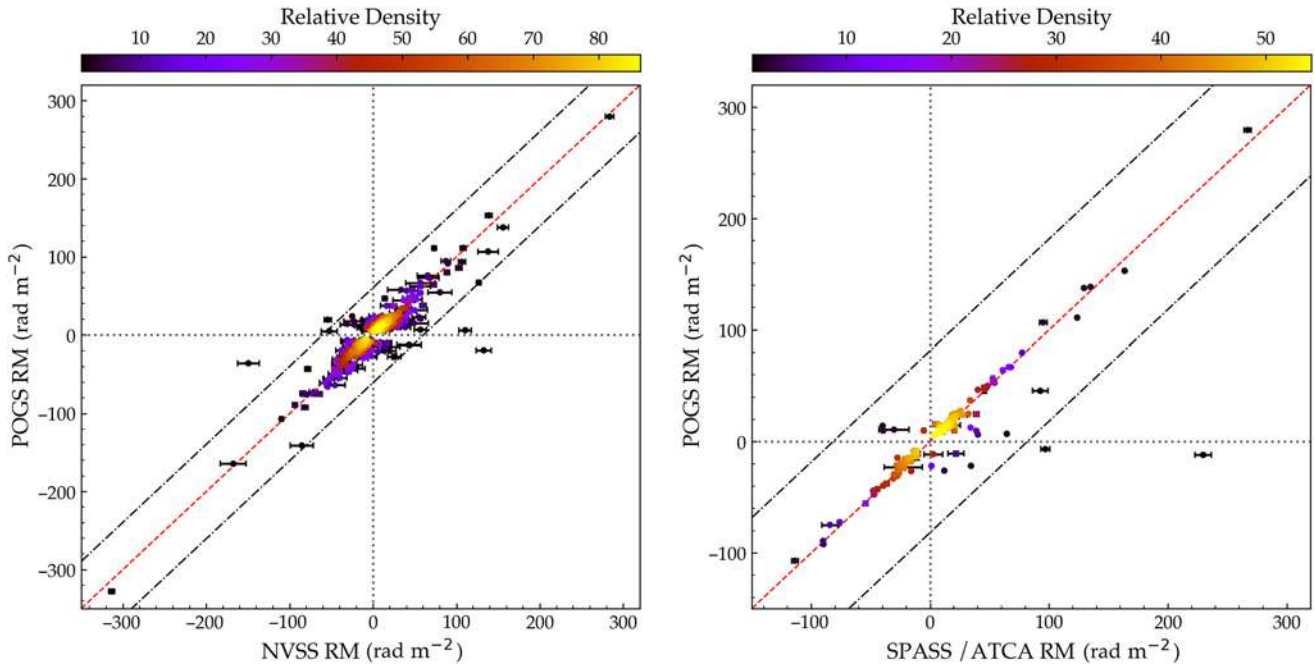 Relative Density
10 20 30 40 50 60 70 80
300
200
100
0
−100
−200
−300
POGS RM (rad m−2)
−300 −200 −100 0 100 200 300
NVSS RM (rad m−2)
Relative Density
10 20 30 40 50
300
200
100
0
−100
POGS RM (rad m−2)
−100 0 100 200 300
SPASS /ATCA RM (rad m−2)